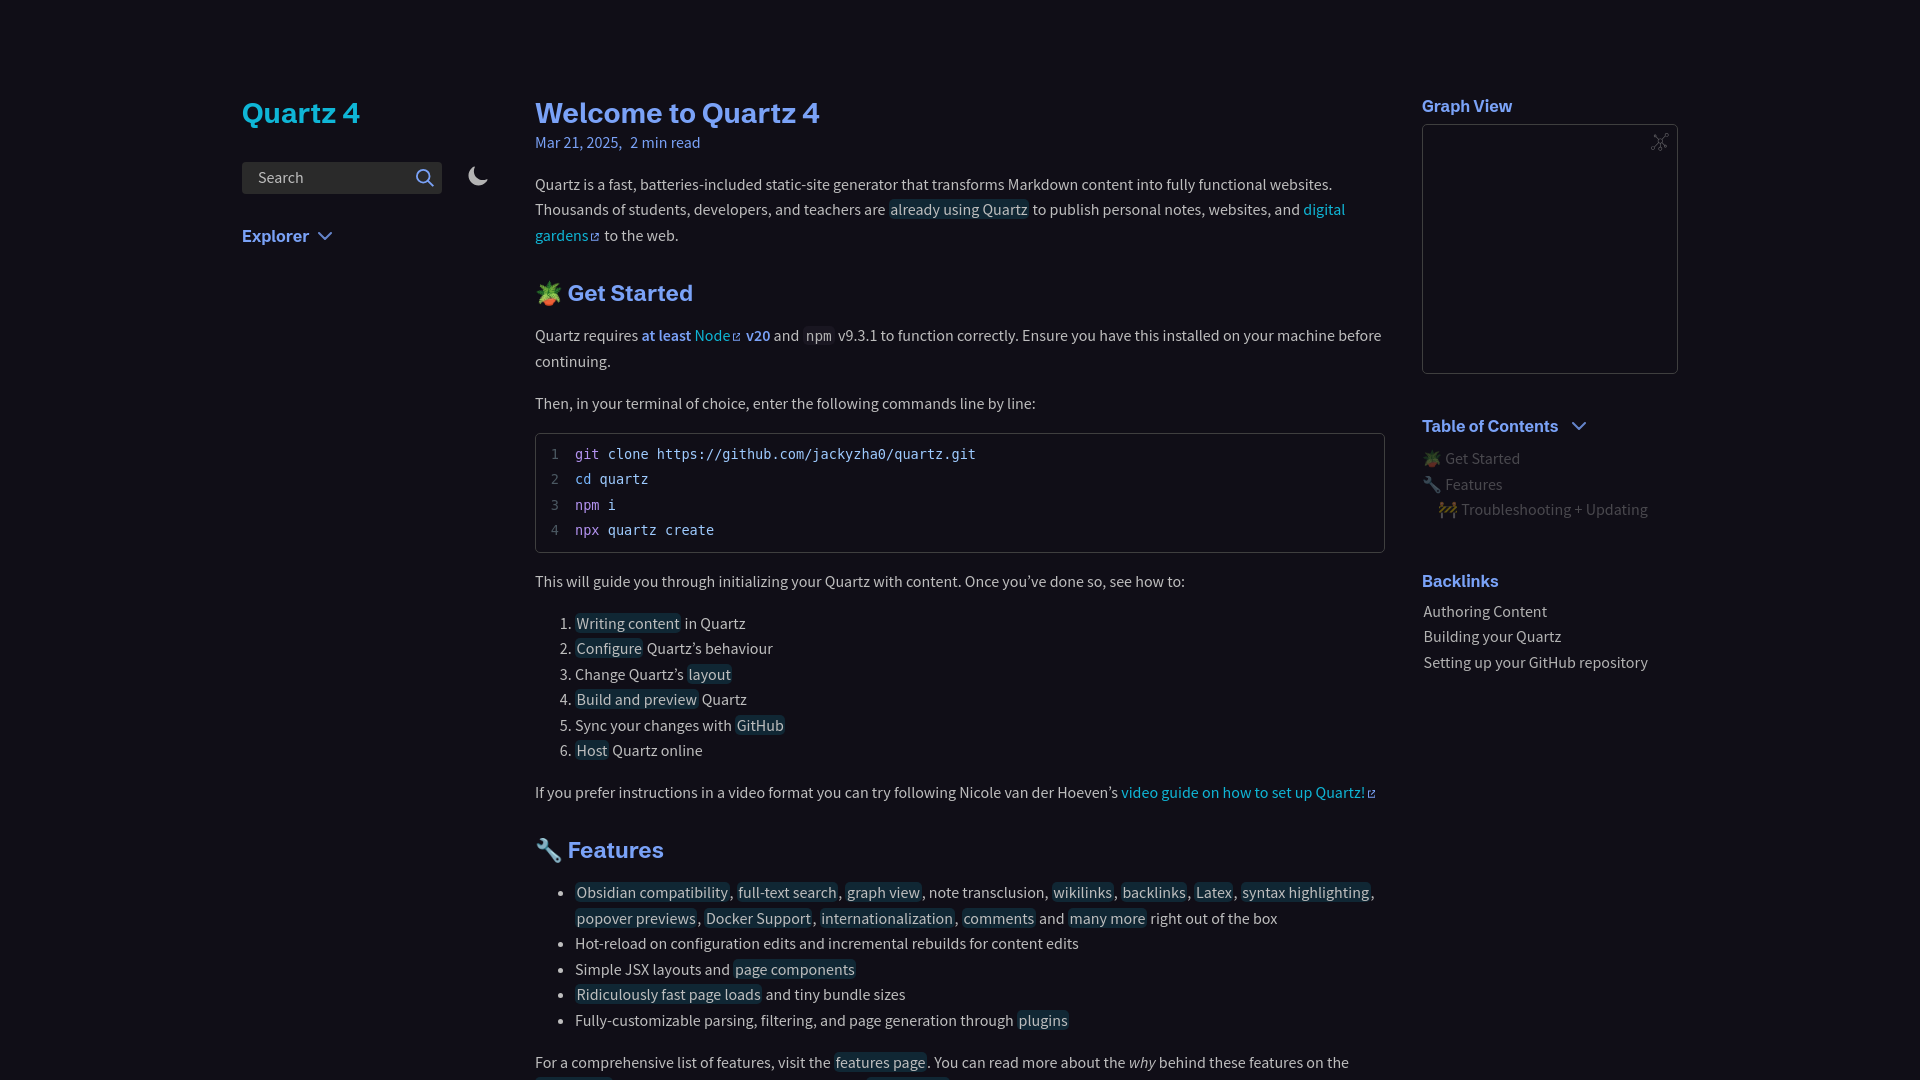 Quartz 4
Search
Explorer
Welcome to Quartz 4
Mar 21, 2025, 2 min read
Quartz is a fast, batteries-included static-site generator that transforms Markdown content into fully functional websites.
Thousands of students, developers, and teachers are already using Quartz to publish personal notes, websites, and digital
gardens to the web.
🪴 Get Started
Quartz requires at least Node v20 and npm v9.3.1 to function correctly. Ensure you have this installed on your machine before
continuing.
Then, in your terminal of choice, enter the following commands line by line:
1 git clone https://github.com/jackyzha0/quartz.git
2 cd quartz
3 npm i
4 npx quartz create
This will guide you through initializing your Quartz with content. Once you’ve done so, see how to:
1. Writing content in Quartz
2. Configure Quartz’s behaviour
3. Change Quartz’s layout
4. Build and preview Quartz
5. Sync your changes with GitHub
6. Host Quartz online
If you prefer instructions in a video format you can try following Nicole van der Hoeven’s video guide on how to set up Quartz!
🔧 Features
• Obsidian compatibility, full-text search, graph view, note transclusion, wikilinks, backlinks, Latex, syntax highlighting,
popover previews, Docker Support, internationalization, comments and many more right out of the box
• Hot-reload on configuration edits and incremental rebuilds for content edits
• Simple JSX layouts and page components
• Ridiculously fast page loads and tiny bundle sizes
• Fully-customizable parsing, filtering, and page generation through plugins
For a comprehensive list of features, visit the features page. You can read more about the why behind these features on the
Graph View
Table of Contents
🪴 Get Started
🔧 Features
🚧 Troubleshooting + Updating
Backlinks
Authoring Content
Building your Quartz
Setting up your GitHub repository